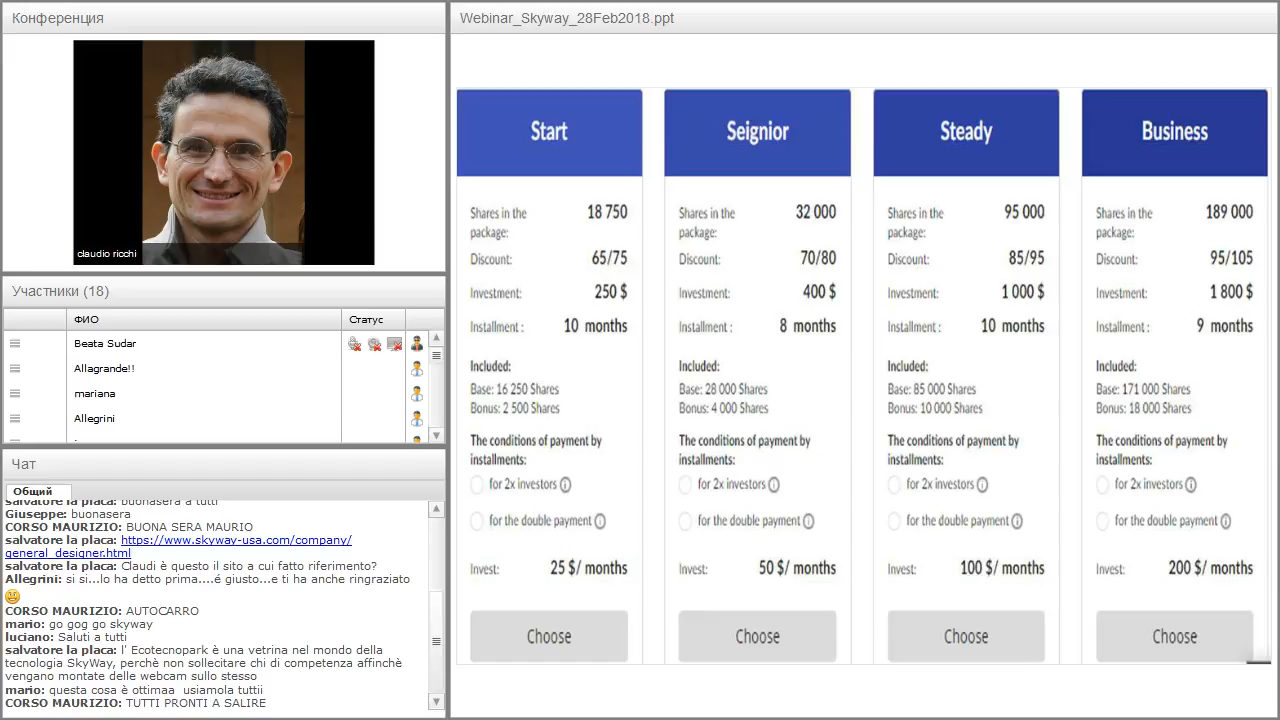 Конференция
claudio ricchi
Участники (18)
ФИО
Статус
Beata Sudar
Allagrande!!
mariana
Allegrini
Чат
Общий
salvatore la placa: buonasera a tutti
Giuseppe: buonasera
CORSO MAURIZIO: BUONA SERA MAURIO
salvatore la placa: https://www.skyway-usa.com/company/
general_designer.html
salvatore la placa: Claudi è questo il sito a cui fatto riferimento?
Allegrini: si si...lo ha detto prima....é giusto...e ti ha anche ringraziato
CORSO MAURIZIO: AUTOCARRO
mario: go gog go skyway
luciano: Saluti a tutti
salvatore la placa: l' Ecotecnopark è una vetrina nel mondo della
tecnologia SkyWay, perchè non sollecitare chi di competenza affinchè
vengano montate delle webcam sullo stesso
mario: questa cosa è ottimaa usiamola tuttii
CORSO MAURIZIO: TUTTI PRONTI A SALIRE
Webinar_Skyway_28Feb2018.ppt
Start
Shares in the 18 750
package:
Discount: 65/75
Investment: 250 $
Installment : 10 months
Included:
Base: 16 250 Shares
Bonus: 2 500 Shares
The conditions of payment by
installments:
for 2x investors
for the double payment
Invest: 25 $/ months
Choose
Seignior
Shares in the 32 000
package:
Discount: 70/80
Investment: 400 $
Installment : 8 months
Included:
Base: 28 000 Shares
Bonus: 4 000 Shares
The conditions of payment by
installments:
for 2x investors
for the double payment
Invest: 50 $/ months
Choose
Steady
Shares in the 95 000
package:
Discount: 85/95
Investment: 1 000 $
Installment : 10 months
Included:
Base: 85 000 Shares
Bonus: 10 000 Shares
The conditions of payment by
installments:
for 2x investors
for the double payment
Invest: 100 $/ months
Choose
Business
Shares in the 189 000
package:
Discount: 95/105
Investment: 1 800 $
Installment : 9 months
Included:
Base: 171 000 Shares
Bonus: 18 000 Shares
The conditions of payment by
installments:
for 2x investors
for the double payment
Invest: 200 $/ months
Choose